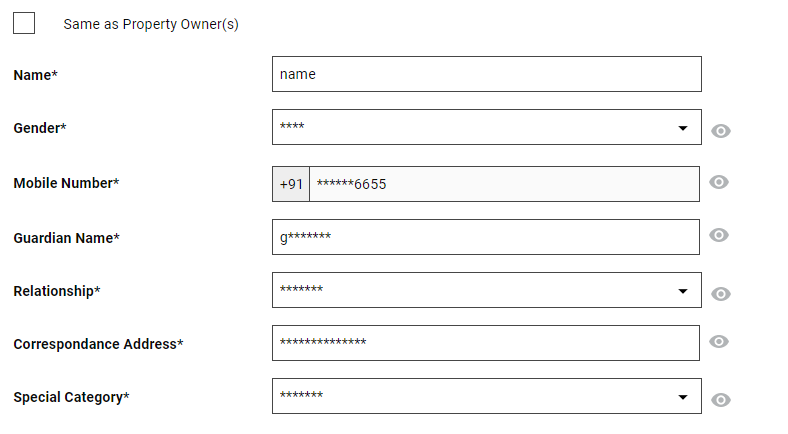 Same as Property Owner(s)
Name* name
Gender* ****
Mobile Number* +91 ******6655
Guardian Name* g*******
Relationship* *******
Correspondance Address* **************
Special Category* *******